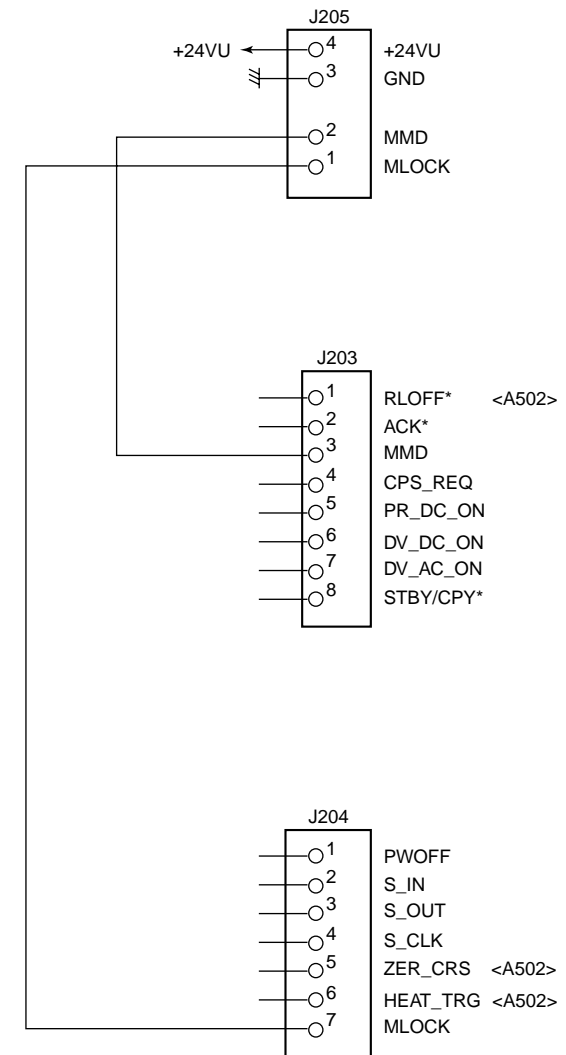 J205
+24VU 4 +24VU
3 GND
2 MMD
1 MLOCK
J203
1 RLOFF* <A502>
2 ACK*
3 MMD
4 CPS_REQ
5 PR_DC_ON
6 DV_DC_ON
7 DV_AC_ON
8 STBY/CPY*
J204
1 PWOFF
2 S_IN
3 S_OUT
4 S_CLK
5 ZER_CRS <A502>
6 HEAT_TRG <A502>
7 MLOCK